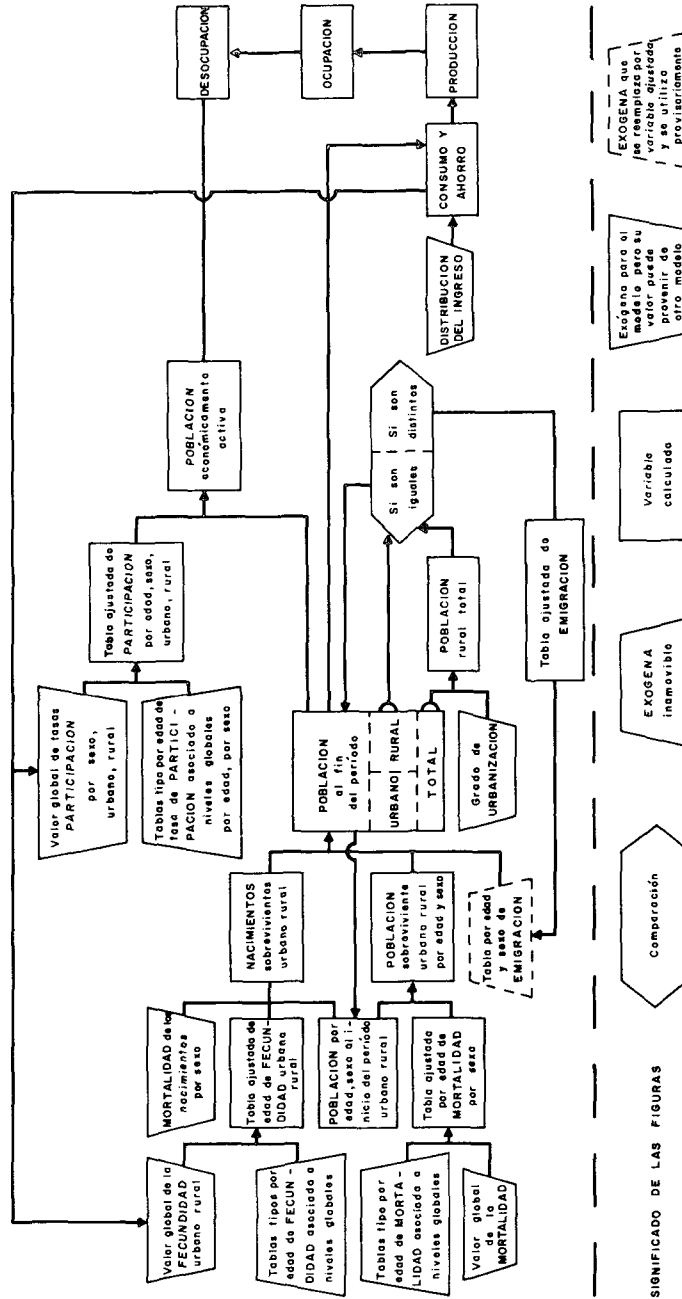 Valor global de la
FECUNDIDAD
urbano rural
Tablas tipos por
edad da FECUN-
DIDAD asociada a
niveles globales
Tablas tipo por
edad de MORTA-
LIDAD asociada a
niveles globales
Valor global
de la
MORTALIDAD
MORTALIDAD de los
nacimientos
por sexo
Tabla ajustada de
edad de FECUN-
DIDAD urbana
rural
POBLACION por
edad, sexo al i-
nicio del período
urbano rural
Tabla ajustada
por edad de
MORTALIDAD
por sexo
NACIMIENTOS
sobrevivientes
urbano rural
POBLACION
sobreviviente
urbana rural
por edad y sexo
Tabla por edad
y sexo de
EMIGRACION
Valor global de tasas
PARTICIPACION
por sexo,
urbano, rural
Tablas tipo por edad de
tasa de PARTICI-
PACION asociado a
niveles globales
por edad, por sexo
Tabla ajustada de
PARTICIPACION
por edad, sexo,
urbano, rural
POBLACION
al fin
del período
URBANO RURAL
TOTAL
Grado de
URBANIZACION
POBLACION
rural total
Si son
iguales
Si son
distintos
Tabla ajustada de
EMIGRACION
POBLACION
económicamente
activa
DISTRIBUCION
DEL INGRESO
CONSUMO Y
AHORRO
PRODUCCION
OCUPACION
DESOCUPACION
SIGNIFICADO DE LAS FIGURAS
Comparación
EXOGENA
inamovible
Variable
calculada
Exógena para el
modelo pero su
valor puede
provenir de
otro modelo
EXOGENA que
se reemplaza por
variable ajustada
y se utiliza
provisoriamente